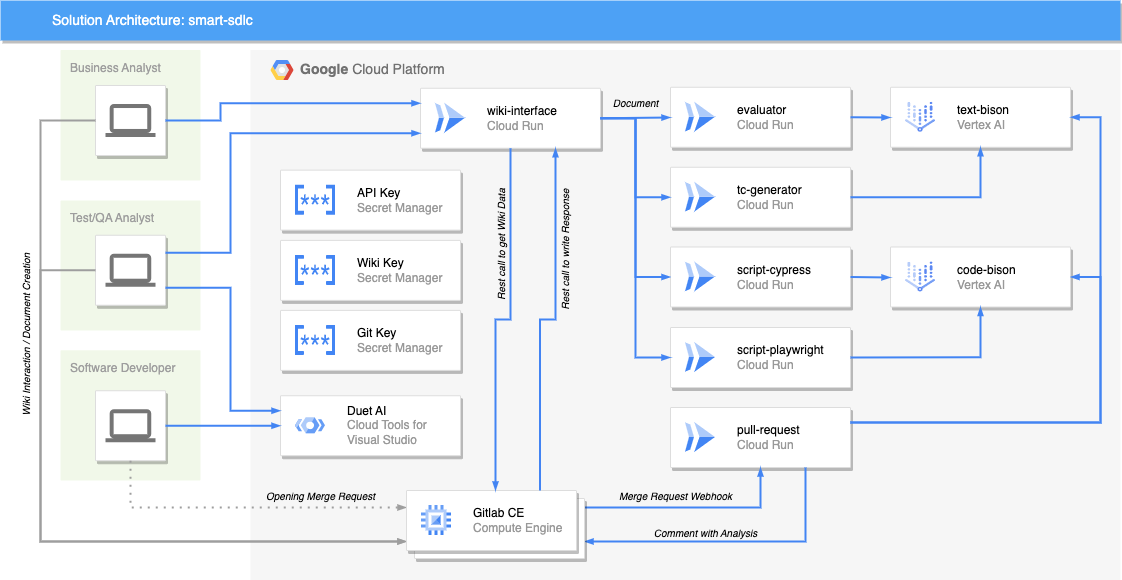 Solution Architecture: smart-sdlc
Business Analyst
Google Cloud Platform
wiki-interface
Cloud Run
Document
evaluator
Cloud Run
text-bison
Vertex AI
API Key
Secret Manager
tc-generator
Cloud Run
Test/QA Analyst
Wiki Key
Secret Manager
Rest call to get Wiki Data
Rest call to write Response
script-cypress
Cloud Run
code-bison
Vertex AI
Git Key
Secret Manager
script-playwright
Cloud Run
Wiki Interaction / Document Creation
Software Developer
Duet AI
Cloud Tools for
Visual Studio
pull-request
Cloud Run
Opening Merge Request
Gitlab CE
Compute Engine
Merge Request Webhook
Comment with Analysis